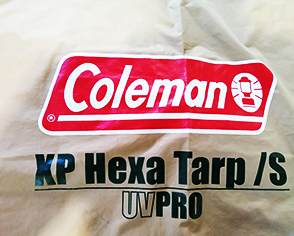 Coleman
®
XP Hexa Tarp /S
UVPRO